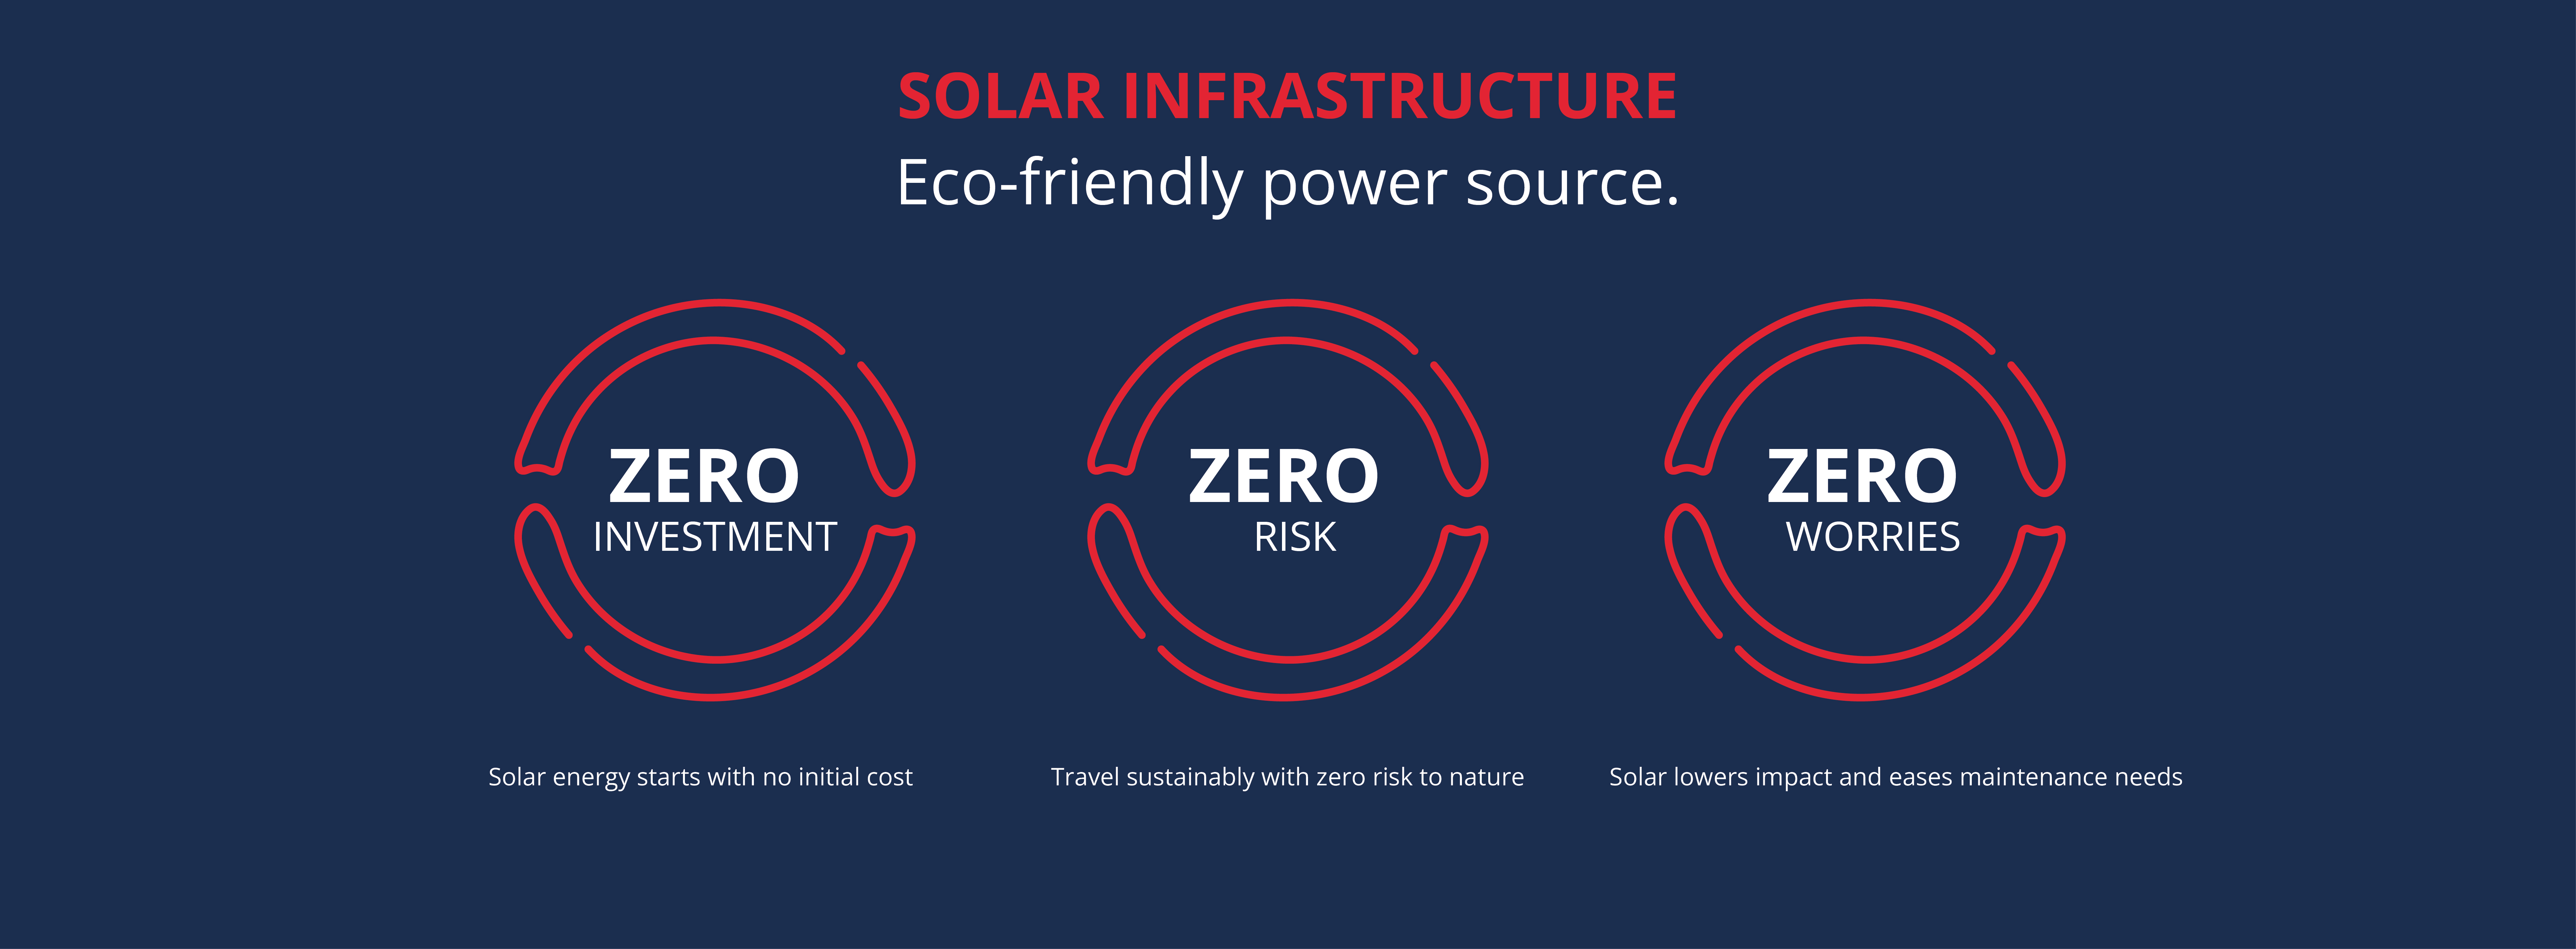 SOLAR INFRASTRUCTURE
Eco-friendly power source.
ZERO
INVESTMENT
Solar energy starts with no initial cost
ZERO
RISK
Travel sustainably with zero risk to nature
ZERO
WORRIES
Solar lowers impact and eases maintenance needs